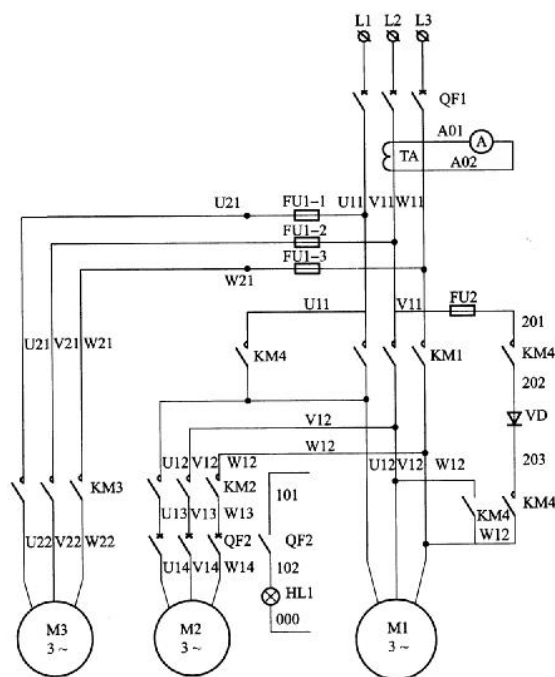 L1 L2 L3
QF1
A01
A
TA
A02
U21
FU1-1
U11
V11
W11
FU1-2
FU1-3
W21
U11
V11
FU2
201
U21
V21
W21
KM4
KM1
KM4
202
VD
V12
W12
203
U12
V12
W12
U12
V12
W12
KM3
KM2
101
KM4
KM4
U13
V13
W13
W12
U22
V22
W22
QF2
QF2
U14
V14
W14
102
HL1
000
M3
3 ~
M2
3 ~
M1
3 ~